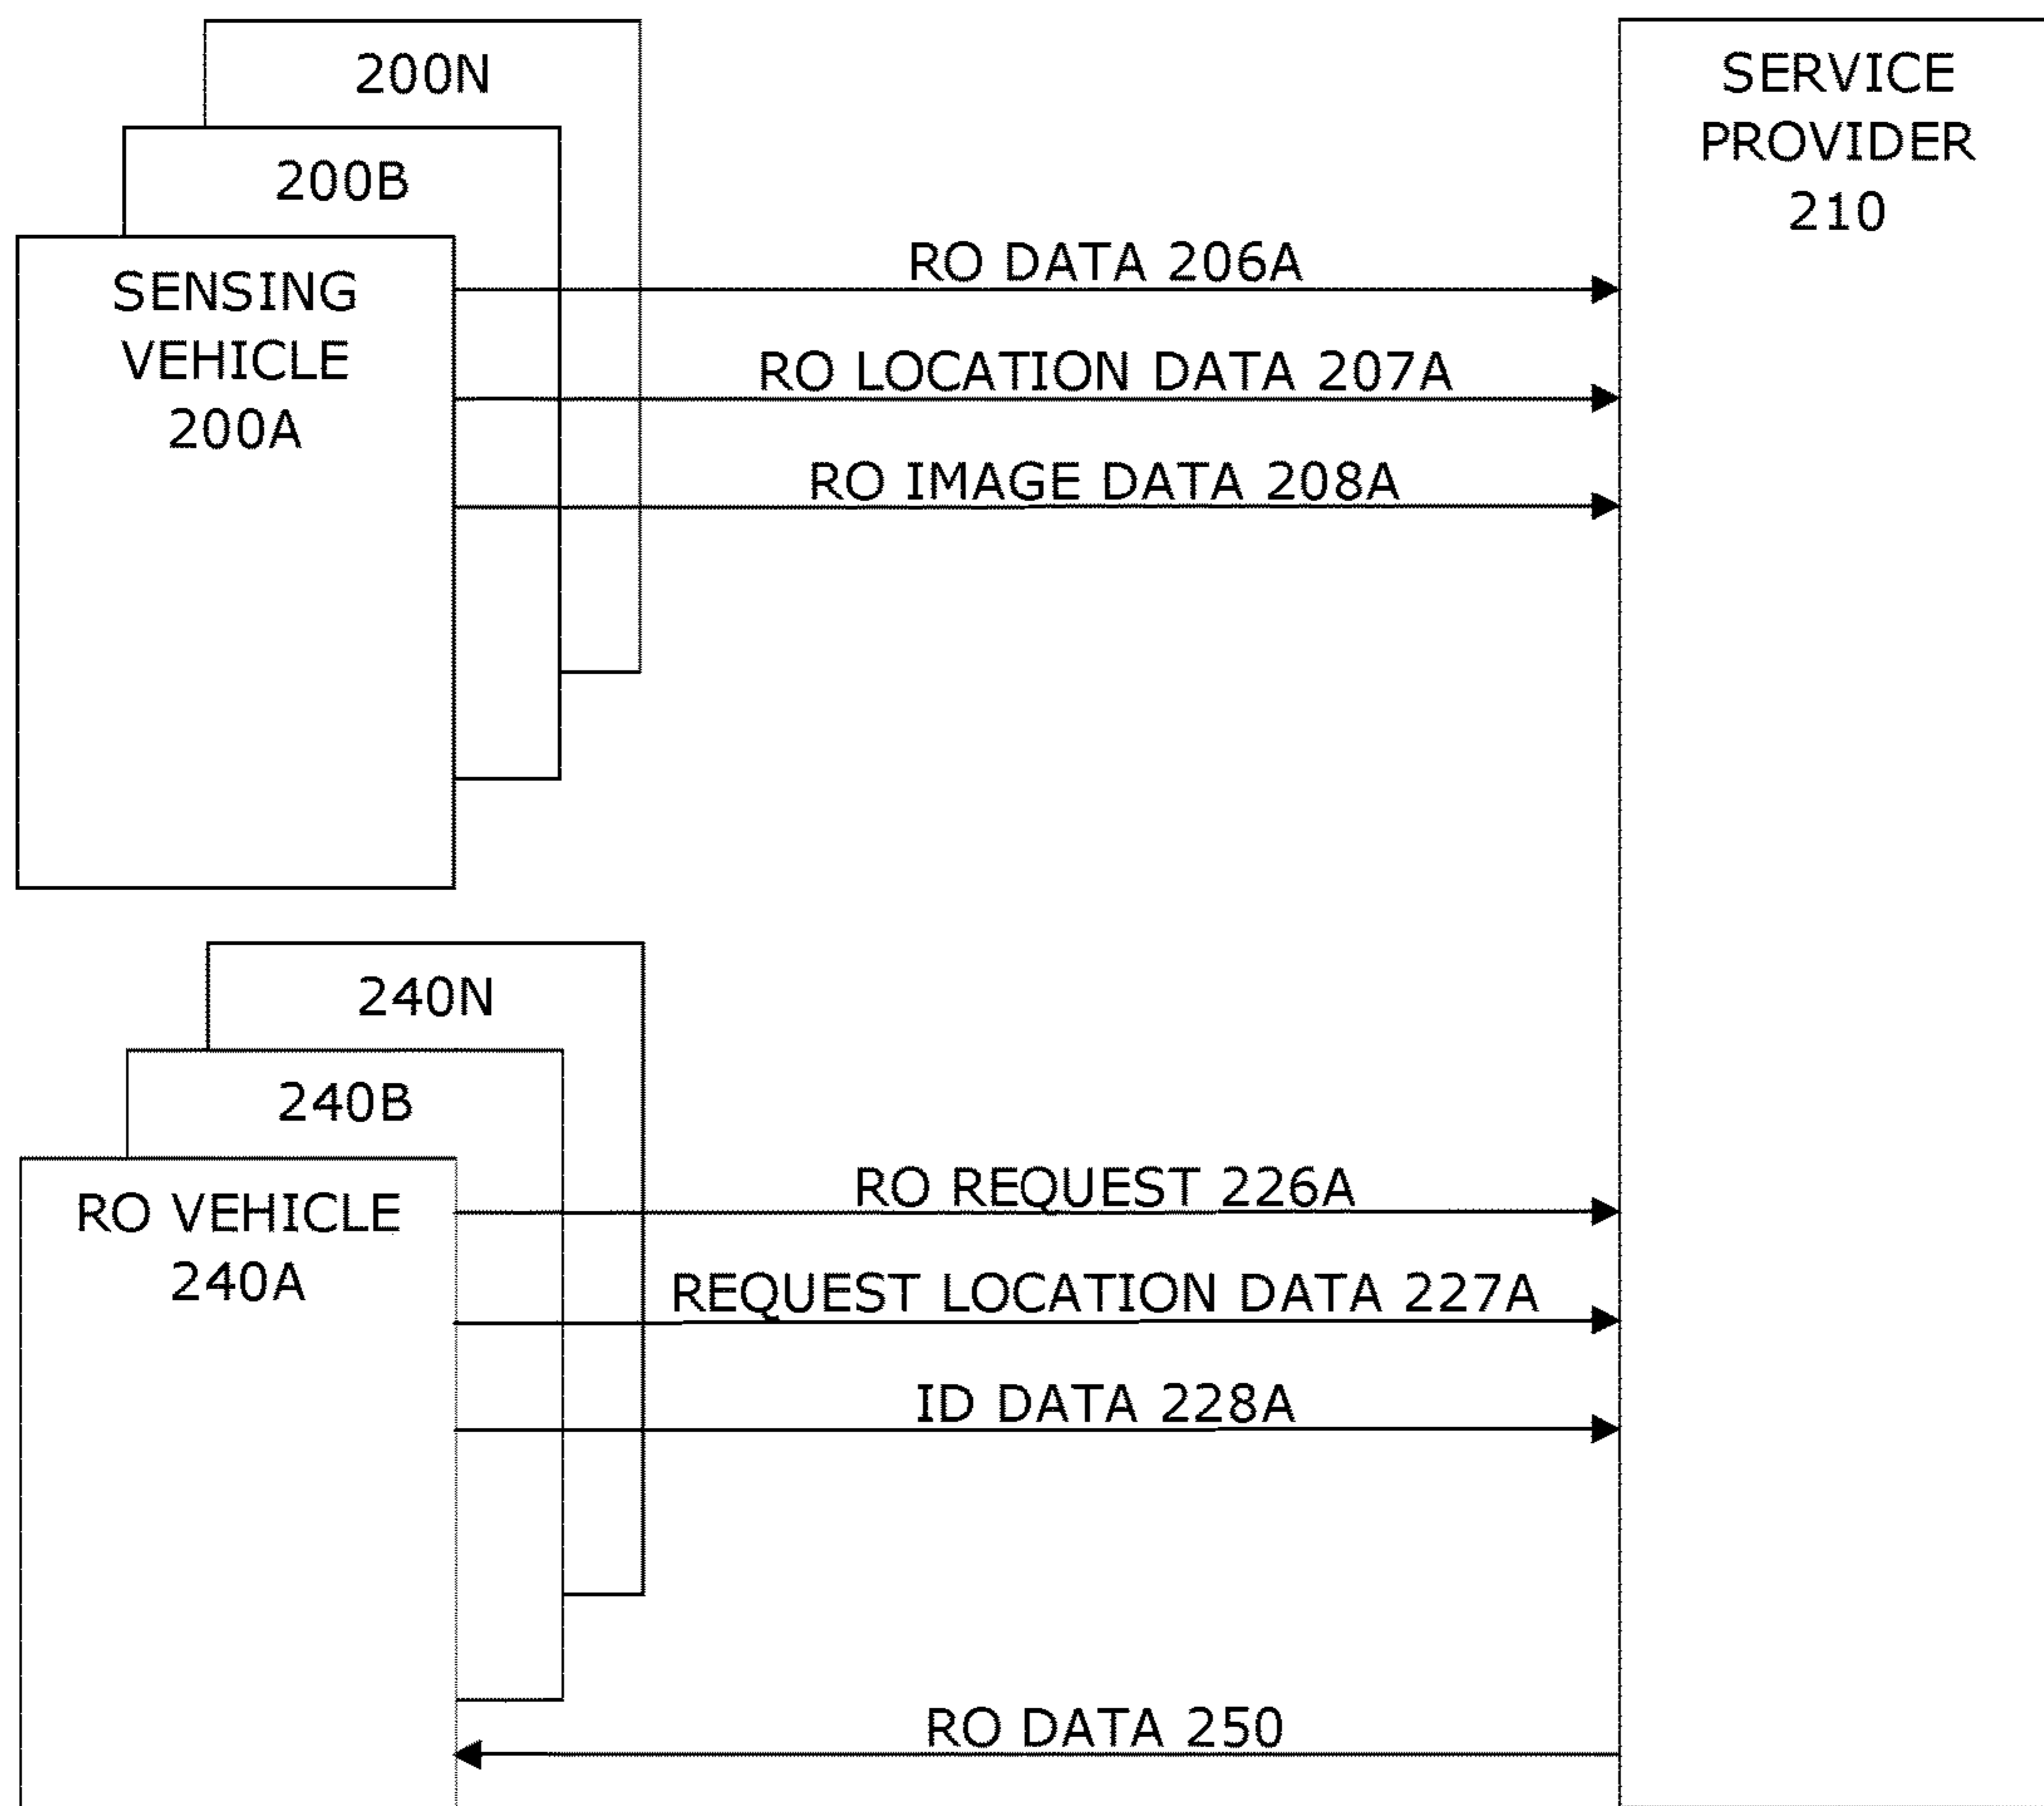 200N
200B
SENSING
VEHICLE
200A
SERVICE
PROVIDER
210
RO DATA 206A
RO LOCATION DATA 207A
RO IMAGE DATA 208A
240N
240B
RO VEHICLE
240A
RO REQUEST 226A
REQUEST LOCATION DATA 227A
ID DATA 228A
RO DATA 250